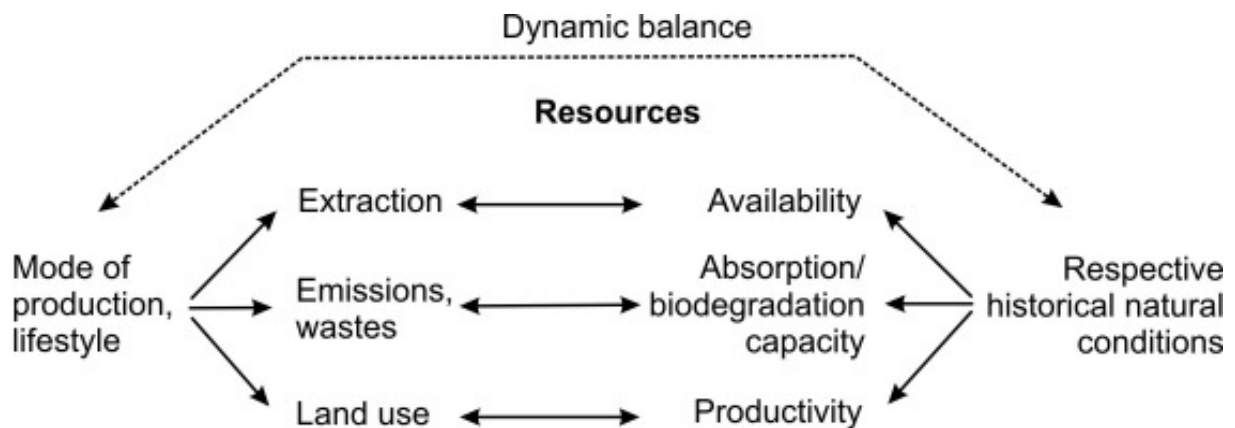 Dynamic balance
Resources
Extraction
Availability
Mode of
production,
lifestyle
Emissions,
wastes
Absorption/
biodegradation
capacity
Respective
historical natural
conditions
Land use
Productivity